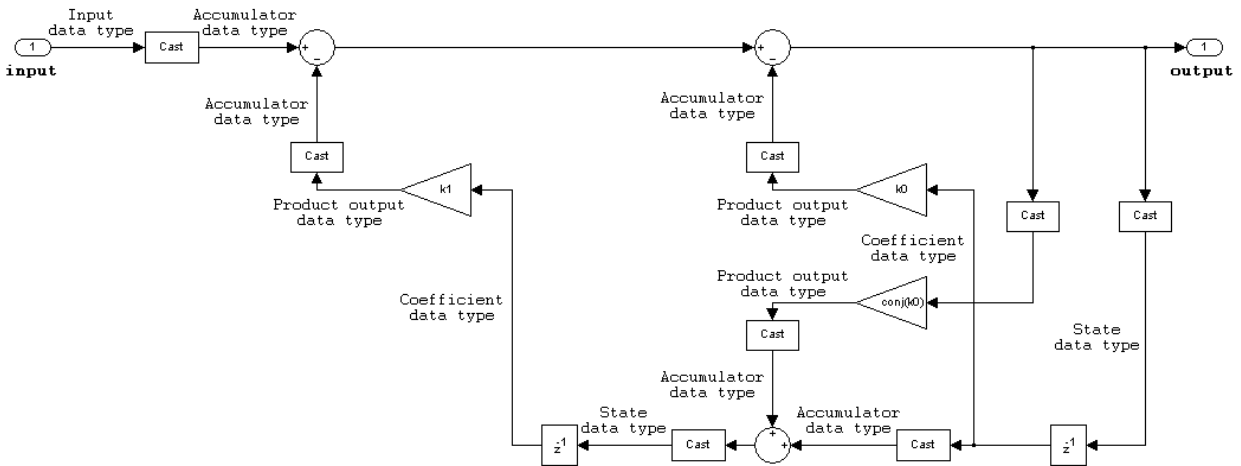 Input
data type
Accumulator
data type
1
Cast
+
−
+
−
1
input
output
Accumulator
data type
Accumulator
data type
Cast
Cast
k1
k0
Product output
data type
Product output
data type
Cast
Cast
Coefficient
data type
Product output
data type
conj(k0)
Coefficient
data type
Cast
State
data type
Accumulator
data type
State
data type
Accumulator
data type
z-1
Cast
+
+
Cast
z-1